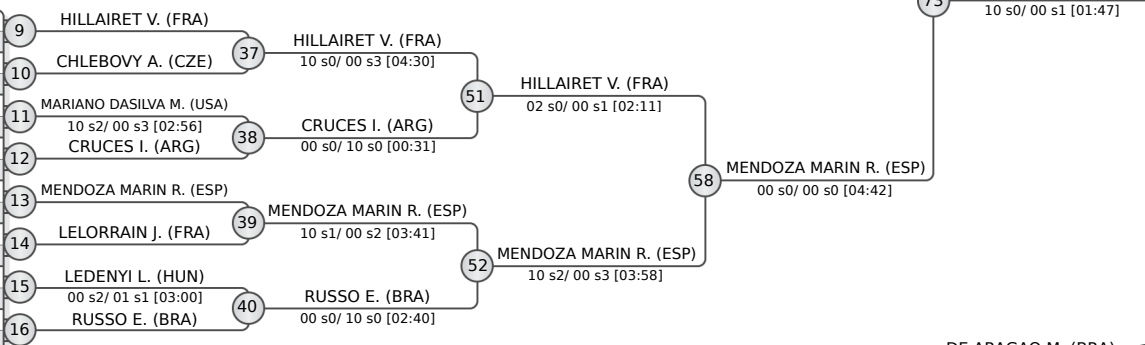 73
10 s0/ 00 s1 [01:47]
9
HILLAIRET V. (FRA)
10
CHLEBOVY A. (CZE)
37
HILLAIRET V. (FRA)
10 s0/ 00 s3 [04:30]
11
MARIANO DASILVA M. (USA)
10 s2/ 00 s3 [02:56]
12
CRUCES I. (ARG)
38
CRUCES I. (ARG)
00 s0/ 10 s0 [00:31]
51
HILLAIRET V. (FRA)
02 s0/ 00 s1 [02:11]
13
MENDOZA MARIN R. (ESP)
14
LELORRAIN J. (FRA)
39
MENDOZA MARIN R. (ESP)
10 s1/ 00 s2 [03:41]
15
LEDENYI L. (HUN)
00 s2/ 01 s1 [03:00]
16
RUSSO E. (BRA)
40
RUSSO E. (BRA)
00 s0/ 10 s0 [02:40]
52
MENDOZA MARIN R. (ESP)
10 s2/ 00 s3 [03:58]
58
MENDOZA MARIN R. (ESP)
00 s0/ 00 s0 [04:42]